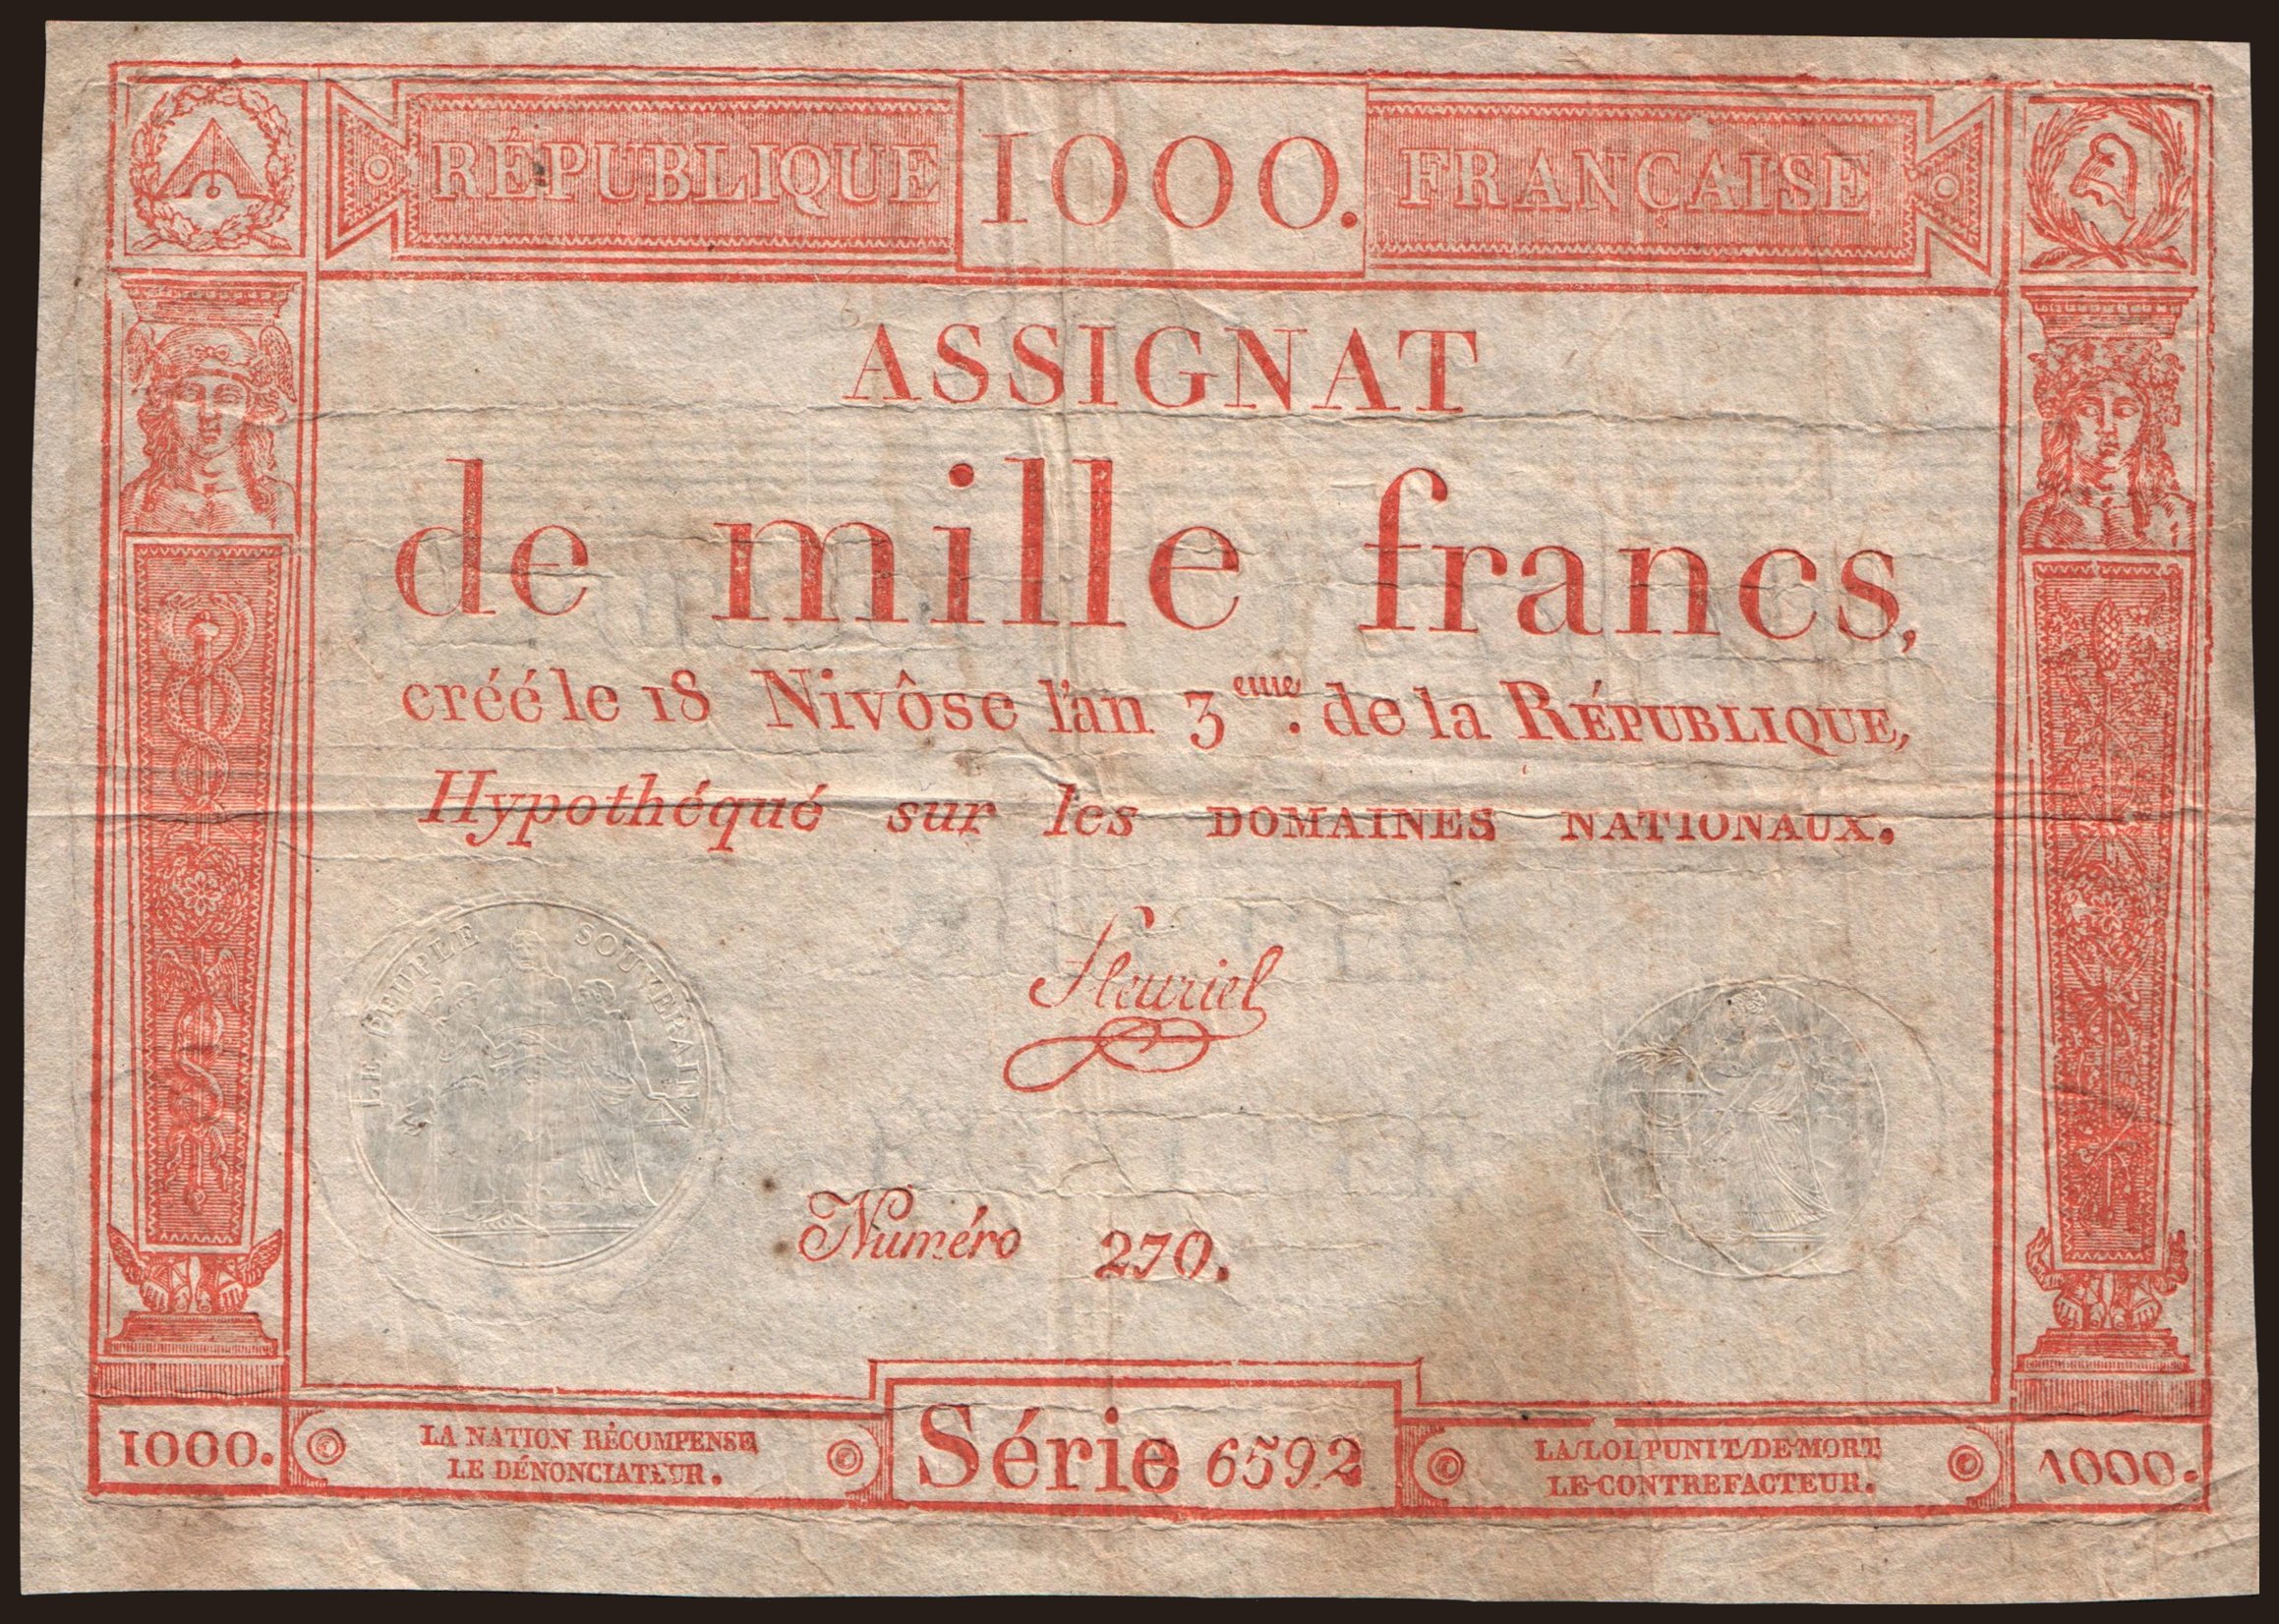 RÉPUBLIQUE 1000. FRANÇAISE
ASSIGNAT
de mille francs,
créé le 18 Nivôse l'an 3eme. de la RÉPUBLIQUE,
Hypothéqué sur les DOMAINES NATIONAUX.
LE PEUPLE SOUVERAIN.
Fleuriel
Numéro 270.
1000.
LA NATION RÉCOMPENSE
LE DÉNONCIATEUR.
Série 6592
LA LOI PUNIT DE MORT
LE CONTREFACTEUR.
1000.